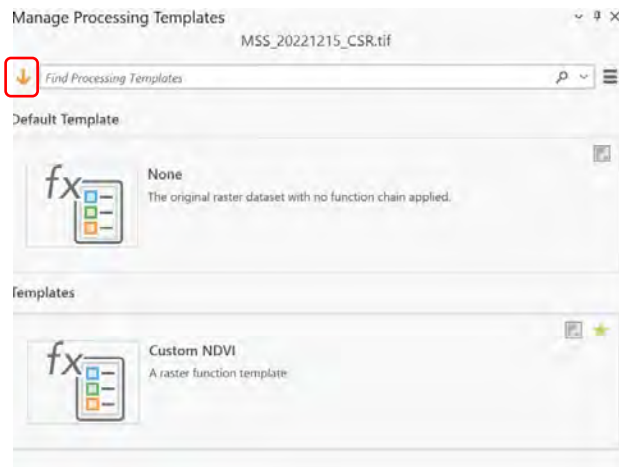 Manage Processing Templates
MSS_20221215_CSR.tif
Find Processing Templates
Default Template
None
The original raster dataset with no function chain applied.
Templates
Custom NDVI
A raster function template